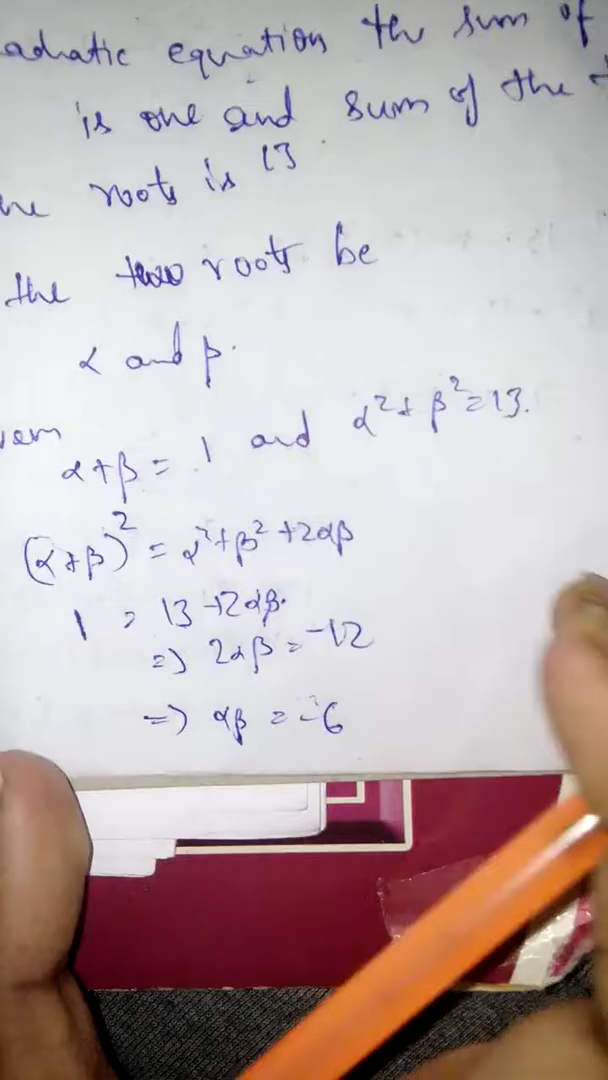 adratic equation the sum of
is one and sum of the
he roots is 13
the two roots be
α and β.
α+β = 1 and α²+β²=13.
(α+β)² = α²+β²+2αβ
1 = 13+2αβ.
=) 2αβ = -12
=) αβ = -6